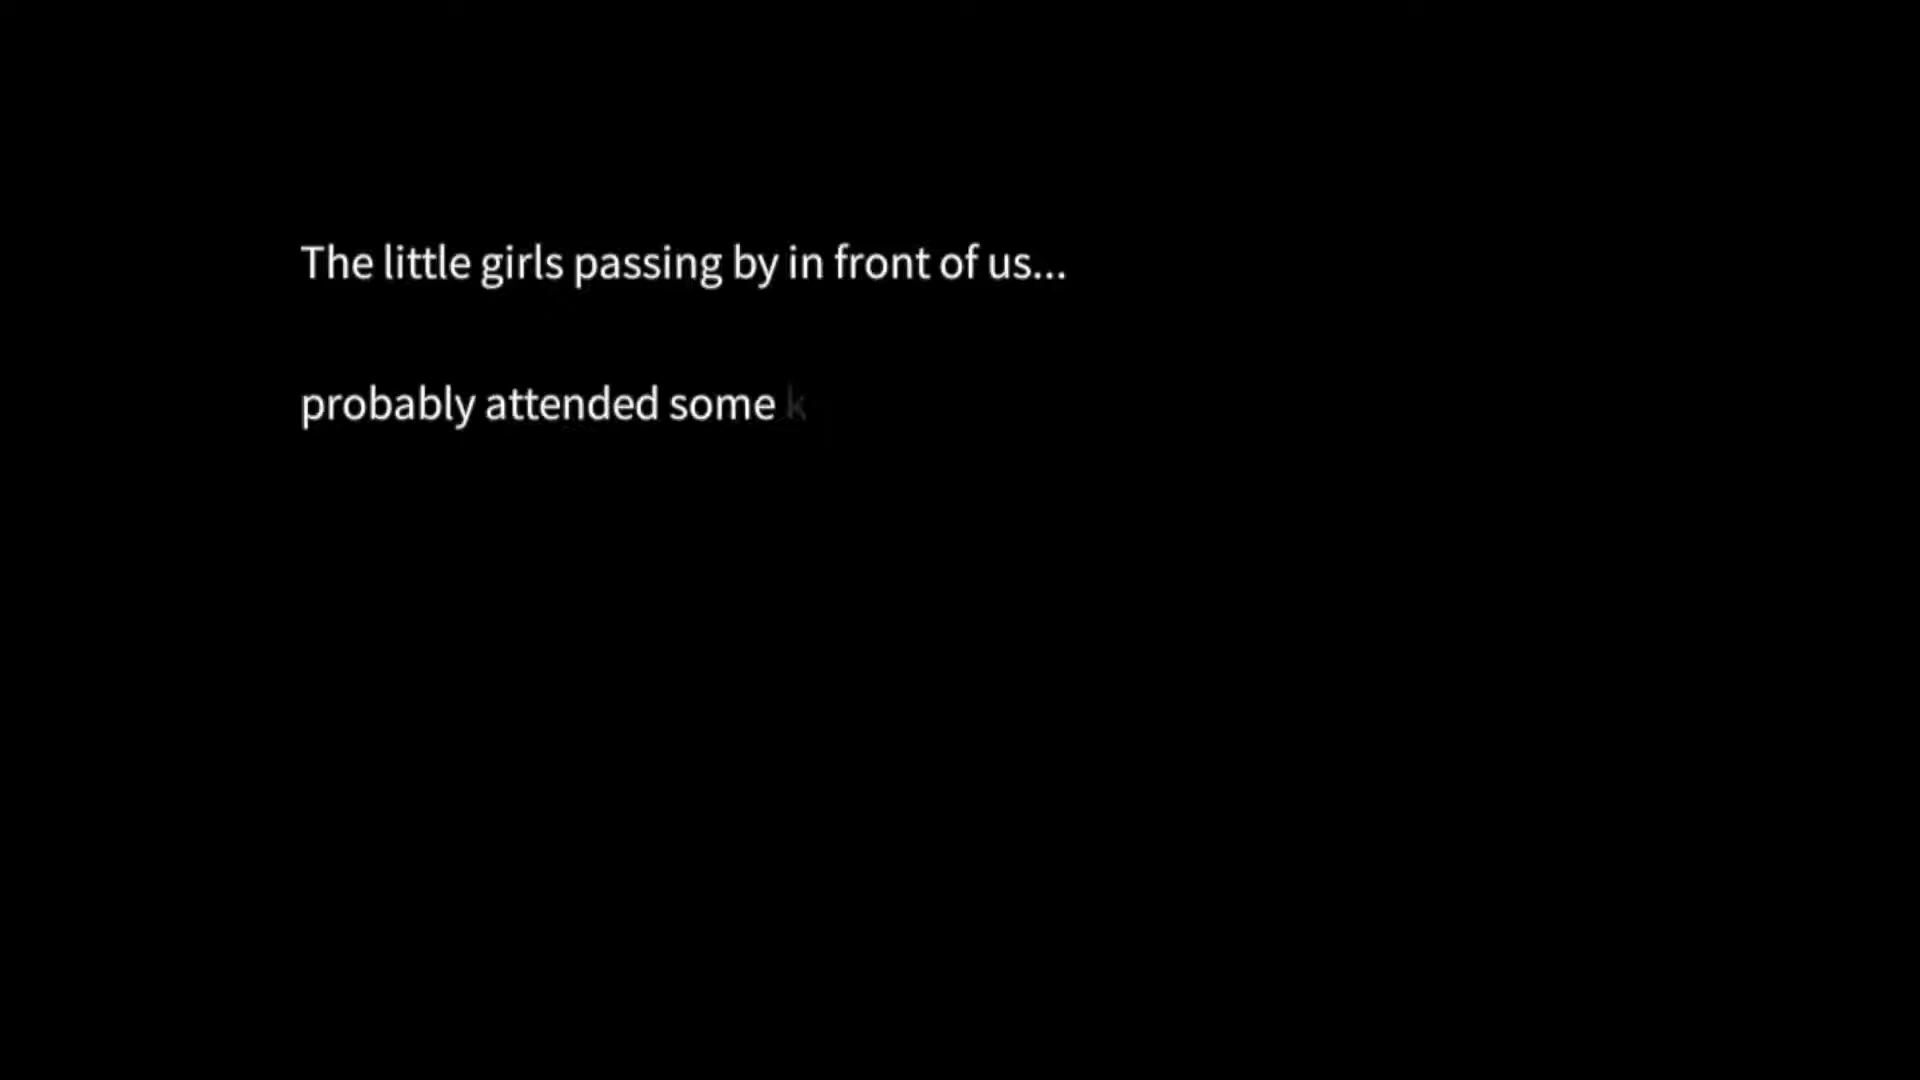 The little girls passing by in front of us...
probably attended some k